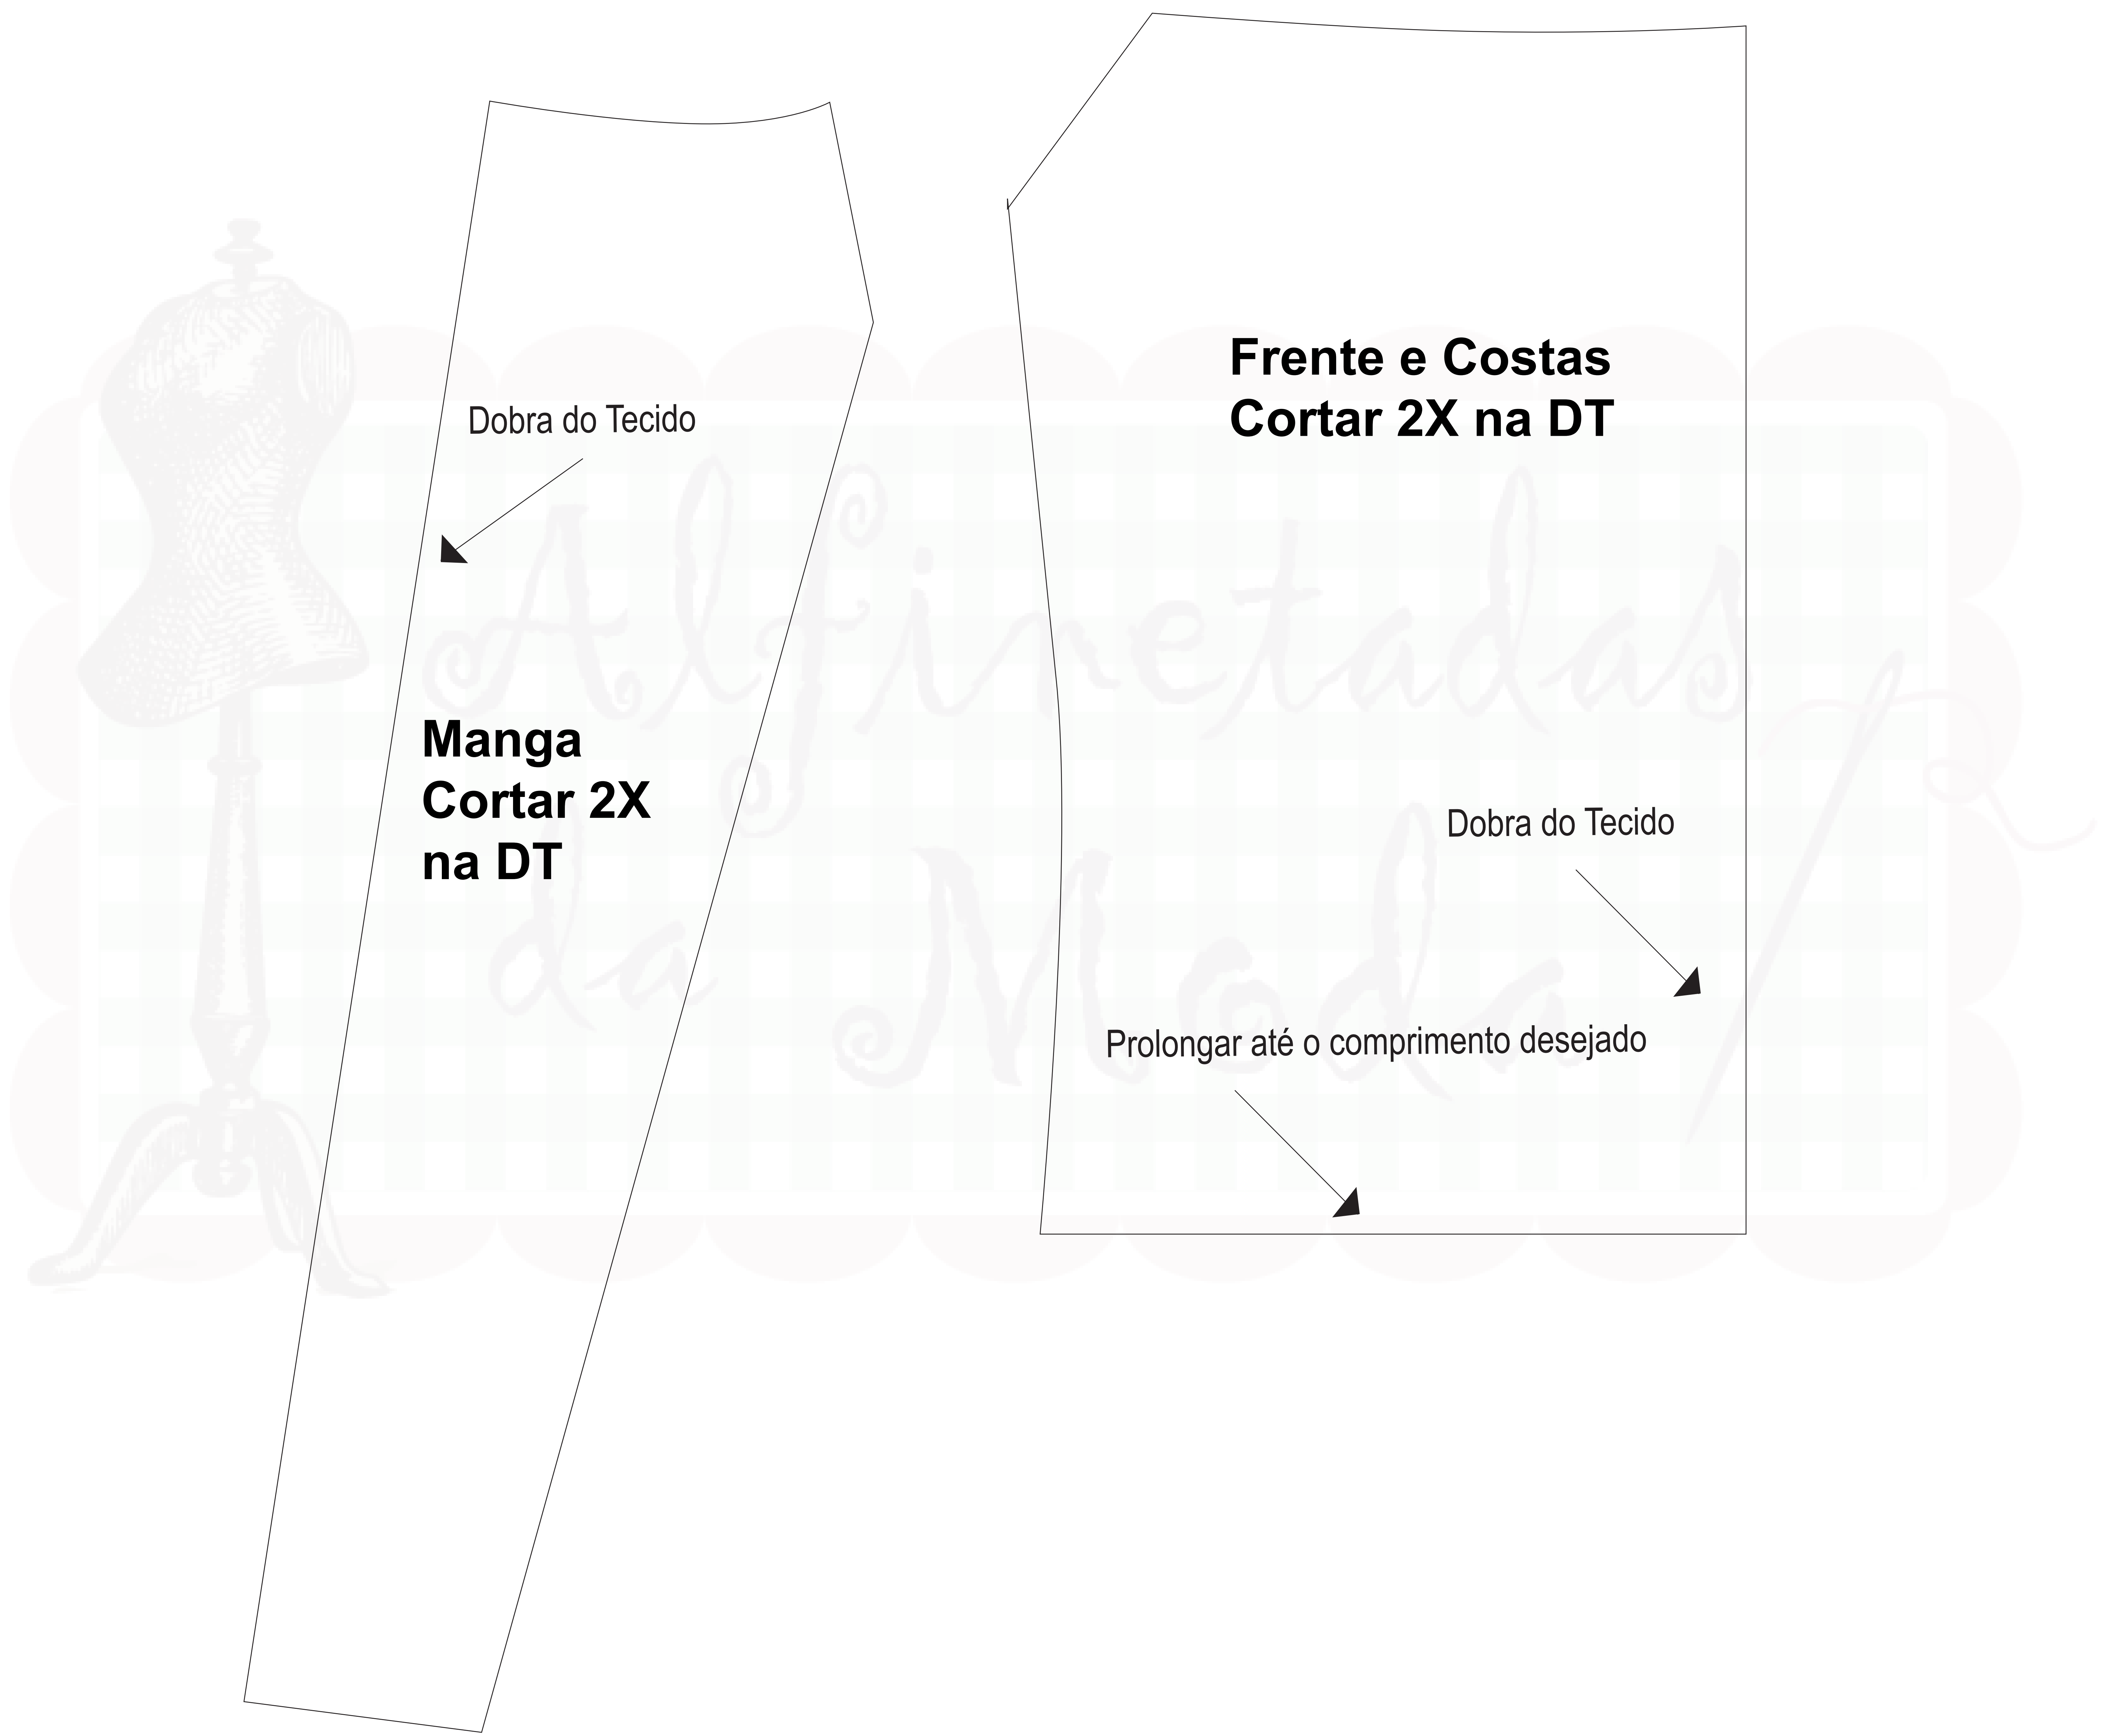 Frente e Costas
Cortar 2X na DT
Dobra do Tecido
Manga
Cortar 2X
na DT
Dobra do Tecido
Prolongar até o comprimento desejado
Alfinetadas
da Moda